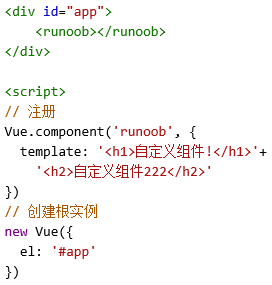 <div id="app">
    <runoob></runoob>
</div>

<script>
// 注册
Vue.component('runoob', {
  template: '<h1>自定义组件!</h1>'+
    '<h2>自定义组件222</h2>'
})
// 创建根实例
new Vue({
  el: '#app'
})